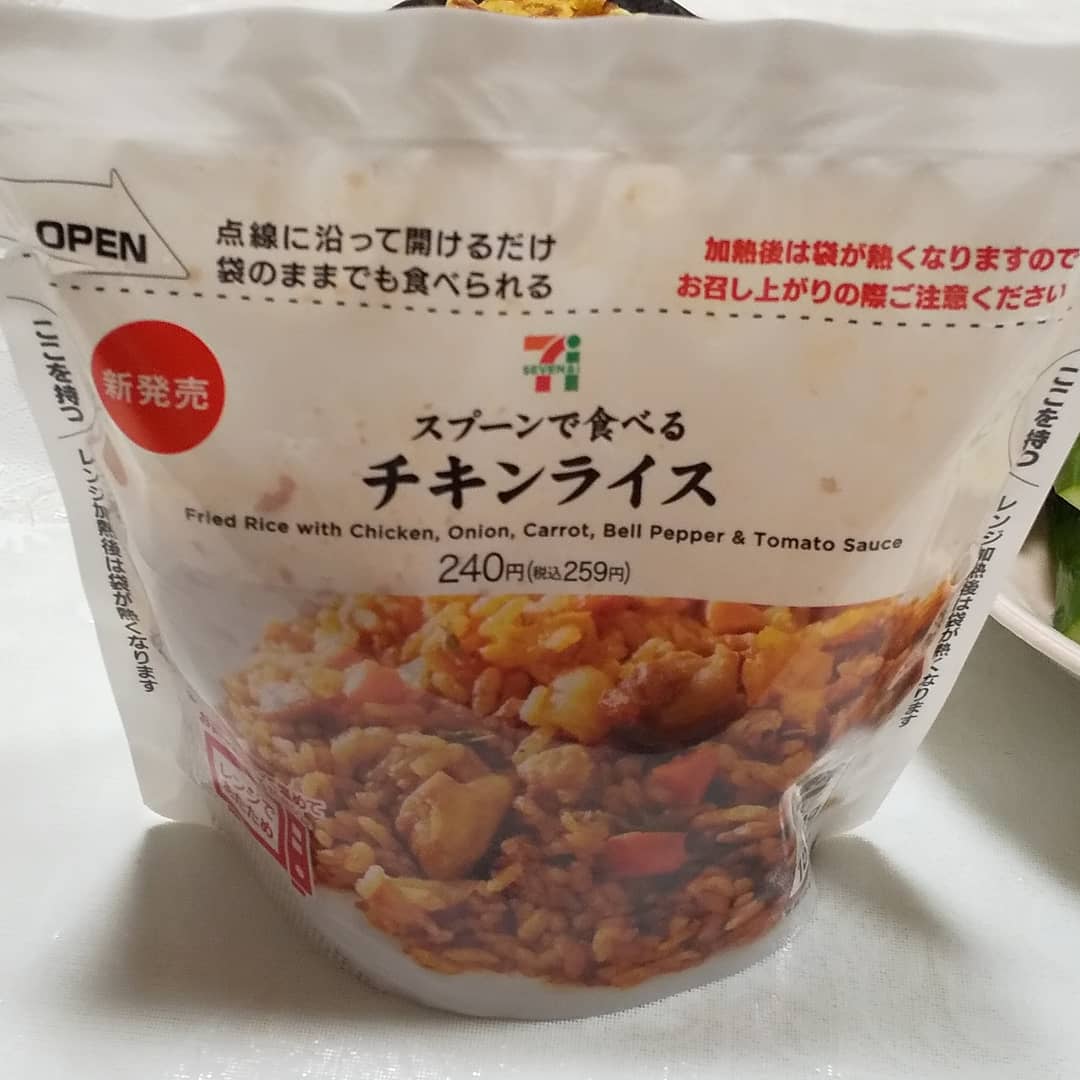 OPEN
点線に沿って開けるだけ
袋のままでも食べられる
加熱後は袋が熱くなりますので
お召し上がりの際ご注意ください
ここを持つ
レンジ加熱後は袋が熱くなります
新発売
7i
SEVEN&i
スプーンで食べる
チキンライス
Fried Rice with Chicken, Onion, Carrot, Bell Pepper & Tomato Sauce
240円(税込259円)
ここを持つ
レンジ加熱後は袋が熱くなります
レンジで